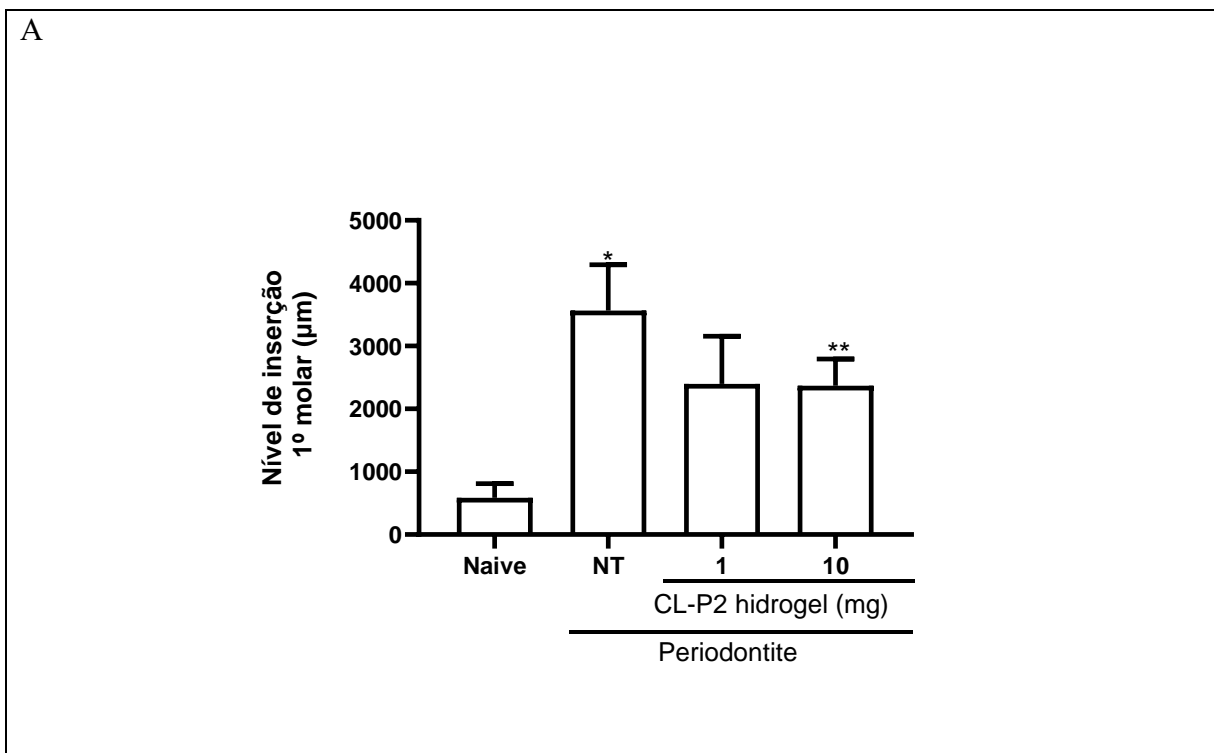 A
5000
4000
3000
2000
1000
0
Nível de inserção
1º molar (µm)
*
**
Naive NT 1 10
CL-P2 hidrogel (mg)
Periodontite